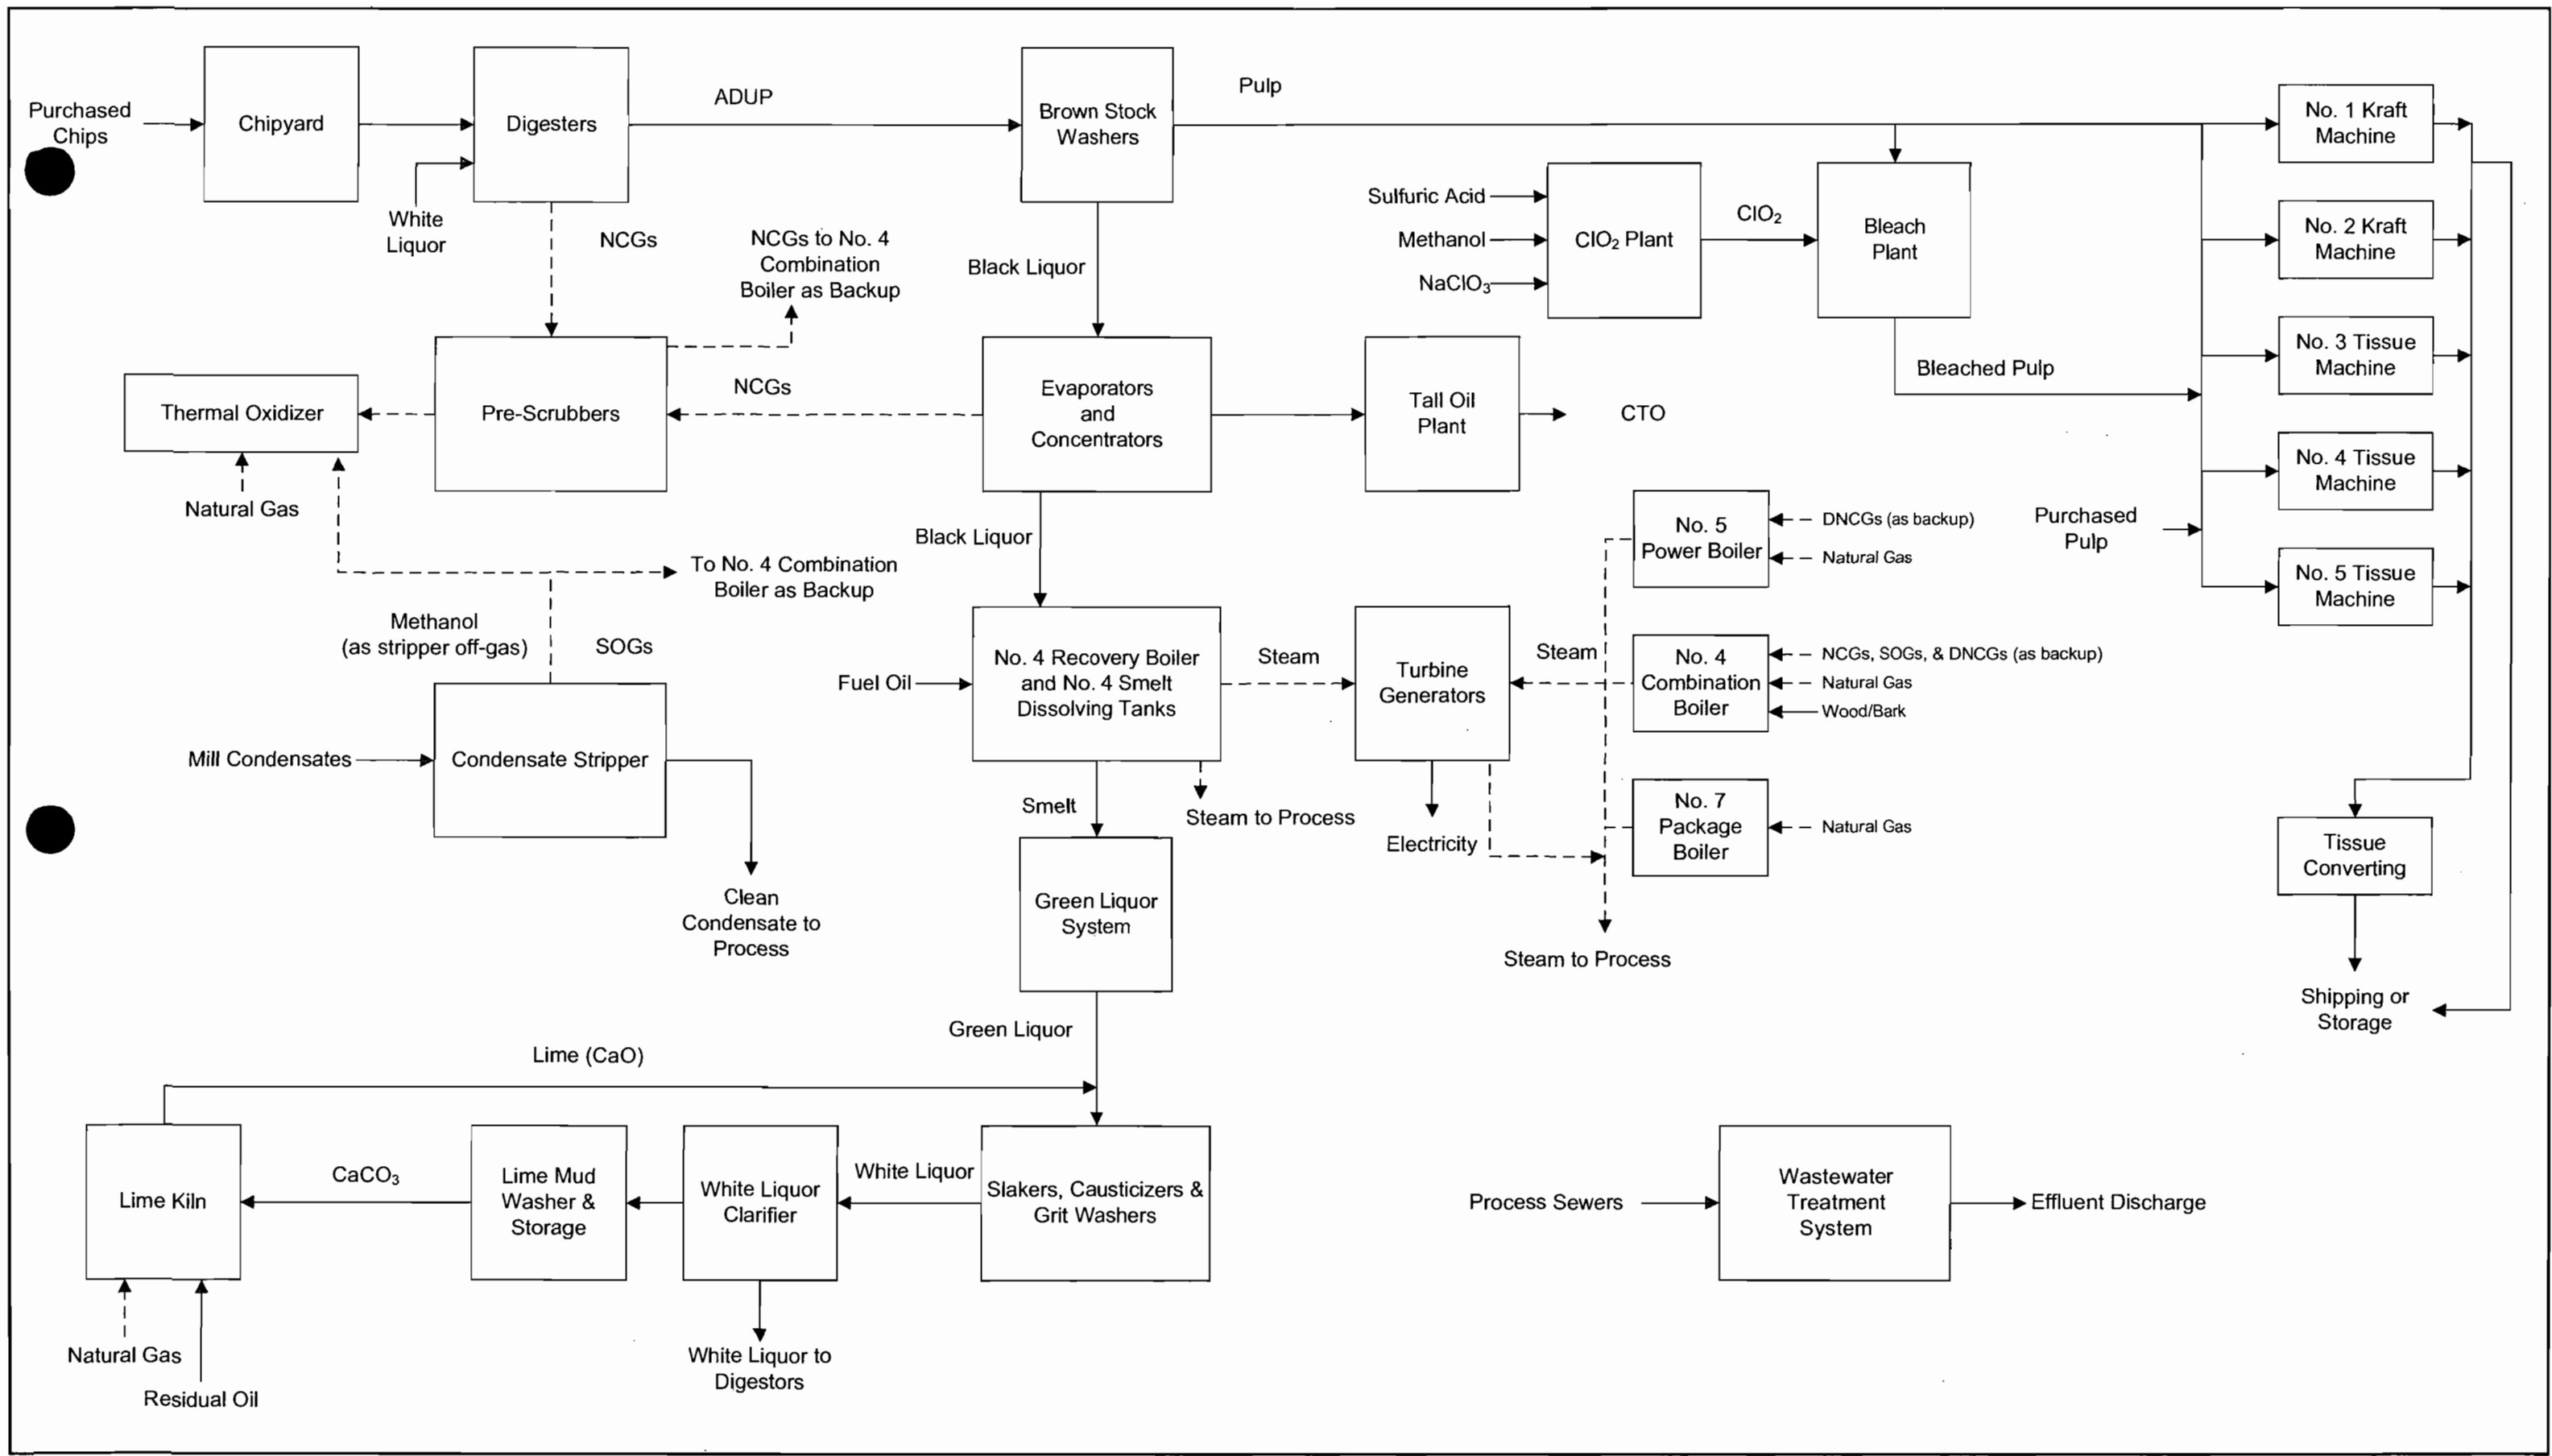 Purchased
Chips
Chipyard
Digesters
ADUP
Brown Stock
Washers
Pulp
No. 1 Kraft
Machine
White
Liquor
NCGs
NCGs to No. 4
Combination
Boiler as Backup
Black Liquor
Sulfuric Acid
Methanol
NaClO₃
ClO₂ Plant
ClO₂
Bleach
Plant
No. 2 Kraft
Machine
Thermal Oxidizer
Pre-Scrubbers
NCGs
Evaporators
and
Concentrators
Tall Oil
Plant
CTO
Bleached Pulp
No. 3 Tissue
Machine
Natural Gas
No. 4 Tissue
Machine
Purchased
Pulp
No. 5 Tissue
Machine
Black Liquor
No. 5
Power Boiler
DNCGs (as backup)
Natural Gas
To No. 4 Combination
Boiler as Backup
Methanol
(as stripper off-gas)
SOGs
Fuel Oil
No. 4 Recovery Boiler
and No. 4 Smelt
Dissolving Tanks
Steam
Turbine
Generators
Steam
No. 4
Combination
Boiler
NCGs, SOGs, & DNCGs (as backup)
Natural Gas
Wood/Bark
Mill Condensates
Condensate Stripper
Smelt
Steam to Process
Electricity
No. 7
Package
Boiler
Natural Gas
Tissue
Converting
Clean
Condensate to
Process
Green Liquor
System
Steam to Process
Shipping or
Storage
Green Liquor
Lime (CaO)
Lime Kiln
CaCO₃
Lime Mud
Washer &
Storage
White Liquor
Clarifier
White Liquor
Slakers, Causticizers &
Grit Washers
Process Sewers
Wastewater
Treatment
System
Effluent Discharge
Natural Gas
Residual Oil
White Liquor to
Digestors